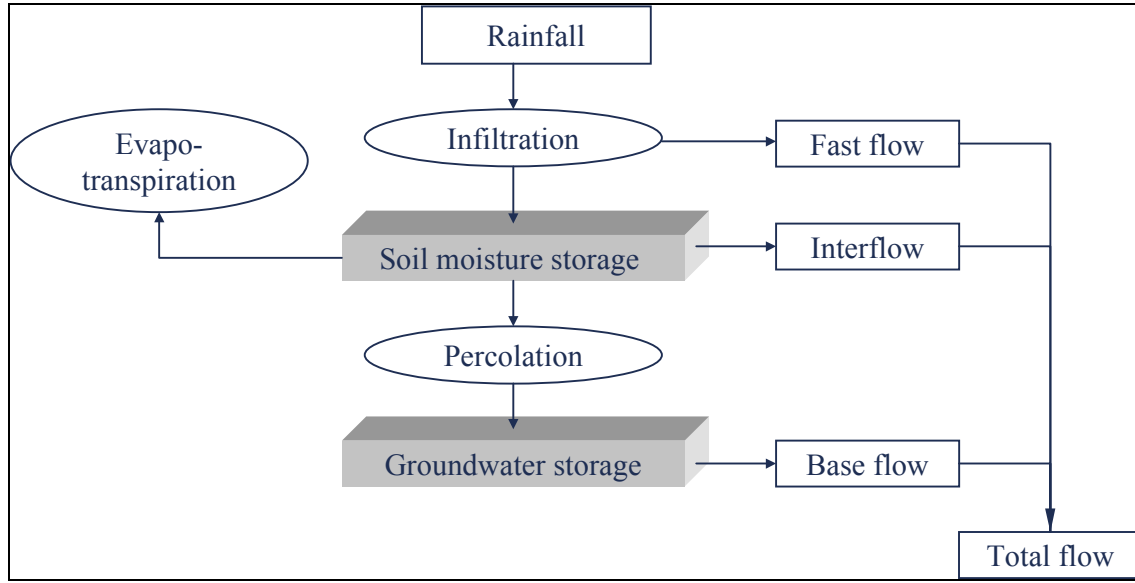 Rainfall
Infiltration
Fast flow
Evapo-
transpiration
Soil moisture storage
Interflow
Percolation
Groundwater storage
Base flow
Total flow